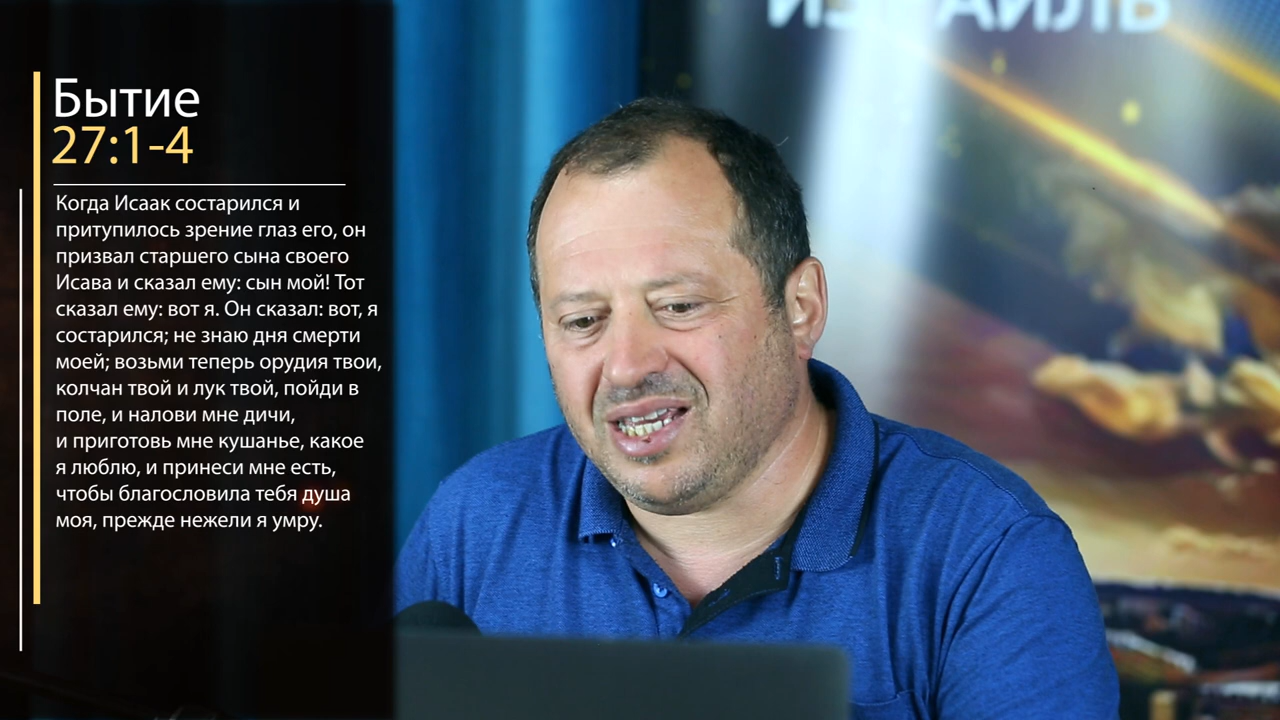 ИЗРАИЛЬ
Бытие
27:1-4
Когда Исаак состарился и
притупилось зрение глаз его, он
призвал старшего сына своего
Исава и сказал ему: сын мой! Тот
сказал ему: вот я. Он сказал: вот, я
состарился; не знаю дня смерти
моей; возьми теперь орудия твои,
колчан твой и лук твой, пойди в
поле, и налови мне дичи,
и приготовь мне кушанье, какое
я люблю, и принеси мне есть,
чтобы благословила тебя душа
моя, прежде нежели я умру.